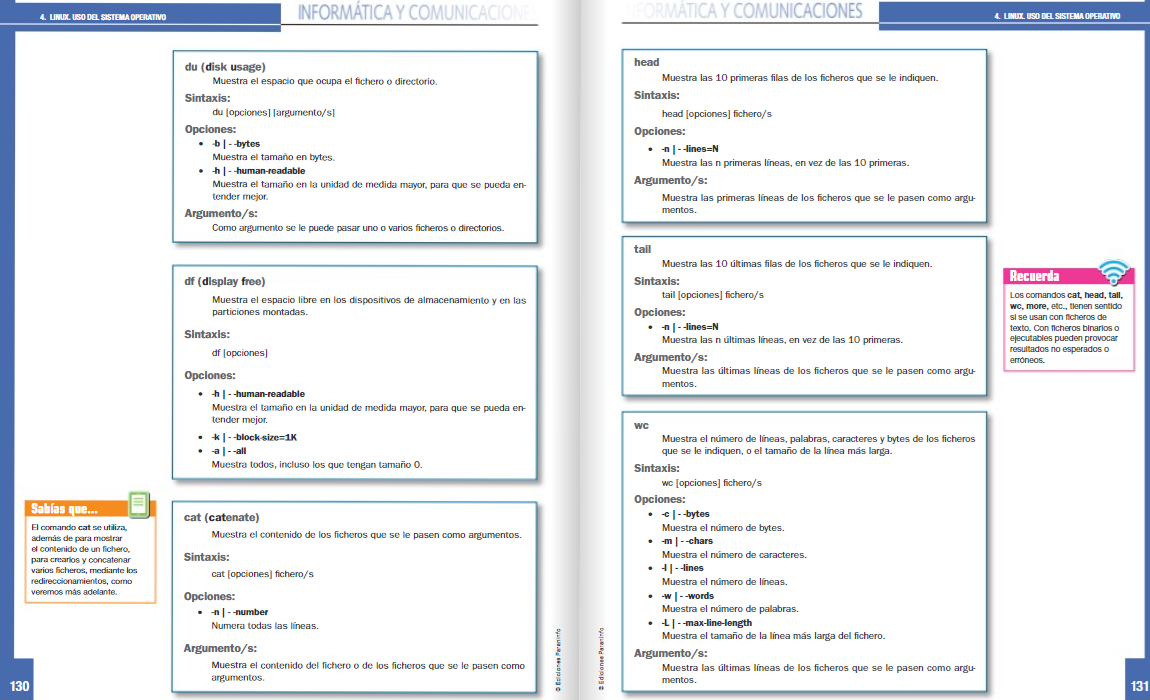 4. LINUX. USO DEL SISTEMA OPERATIVO
INFORMÁTICA Y COMUNICACIONES
du (disk usage)
Muestra el espacio que ocupa el fichero o directorio.
Sintaxis:
du [opciones] [argumento/s]
Opciones:
• -b | - -bytes
Muestra el tamaño en bytes.
• -h | - -human-readable
Muestra el tamaño en la unidad de medida mayor, para que se pueda en-
tender mejor.
Argumento/s:
Como argumento se le puede pasar uno o varios ficheros o directorios.
df (display free)
Muestra el espacio libre en los dispositivos de almacenamiento y en las
particiones montadas.
Sintaxis:
df [opciones]
Opciones:
• -h | - -human-readable
Muestra el tamaño en la unidad de medida mayor, para que se pueda en-
tender mejor.
• -k | - -block-size=1K
• -a | - -all
Muestra todos, incluso los que tengan tamaño 0.
Sabías que...
El comando cat se utiliza,
además de para mostrar
el contenido de un fichero,
para crearlos y concatenar
varios ficheros, mediante los
redireccionamientos, como
veremos más adelante.
cat (catenate)
Muestra el contenido de los ficheros que se le pasen como argumentos.
Sintaxis:
cat [opciones] fichero/s
Opciones:
• -n | - -number
Numera todas las líneas.
Argumento/s:
Muestra el contenido del fichero o de los ficheros que se le pasen como
argumentos.
© Ediciones Paraninfo
130
INFORMÁTICA Y COMUNICACIONES
4. LINUX. USO DEL SISTEMA OPERATIVO
head
Muestra las 10 primeras filas de los ficheros que se le indiquen.
Sintaxis:
head [opciones] fichero/s
Opciones:
• -n | - -lines=N
Muestra las n primeras líneas, en vez de las 10 primeras.
Argumento/s:
Muestra las primeras líneas de los ficheros que se le pasen como argu-
mentos.
tail
Muestra las 10 últimas filas de los ficheros que se le indiquen.
Sintaxis:
tail [opciones] fichero/s
Opciones:
• -n | - -lines=N
Muestra las n últimas líneas, en vez de las 10 primeras.
Argumento/s:
Muestra las últimas líneas de los ficheros que se le pasen como argu-
mentos.
Recuerda
Los comandos cat, head, tail,
wc, more, etc., tienen sentido
si se usan con ficheros de
texto. Con ficheros binarios o
ejecutables pueden provocar
resultados no esperados o
erróneos.
wc
Muestra el número de líneas, palabras, caracteres y bytes de los ficheros
que se le indiquen, o el tamaño de la línea más larga.
Sintaxis:
wc [opciones] fichero/s
Opciones:
• -c | - -bytes
Muestra el número de bytes.
• -m | - -chars
Muestra el número de caracteres.
• -l | - -lines
Muestra el número de líneas.
• -w | - -words
Muestra el número de palabras.
• -L | - -max-line-length
Muestra el tamaño de la línea más larga del fichero.
Argumento/s:
Muestra las últimas líneas de los ficheros que se le pasen como argu-
mentos.
© Ediciones Paraninfo
131